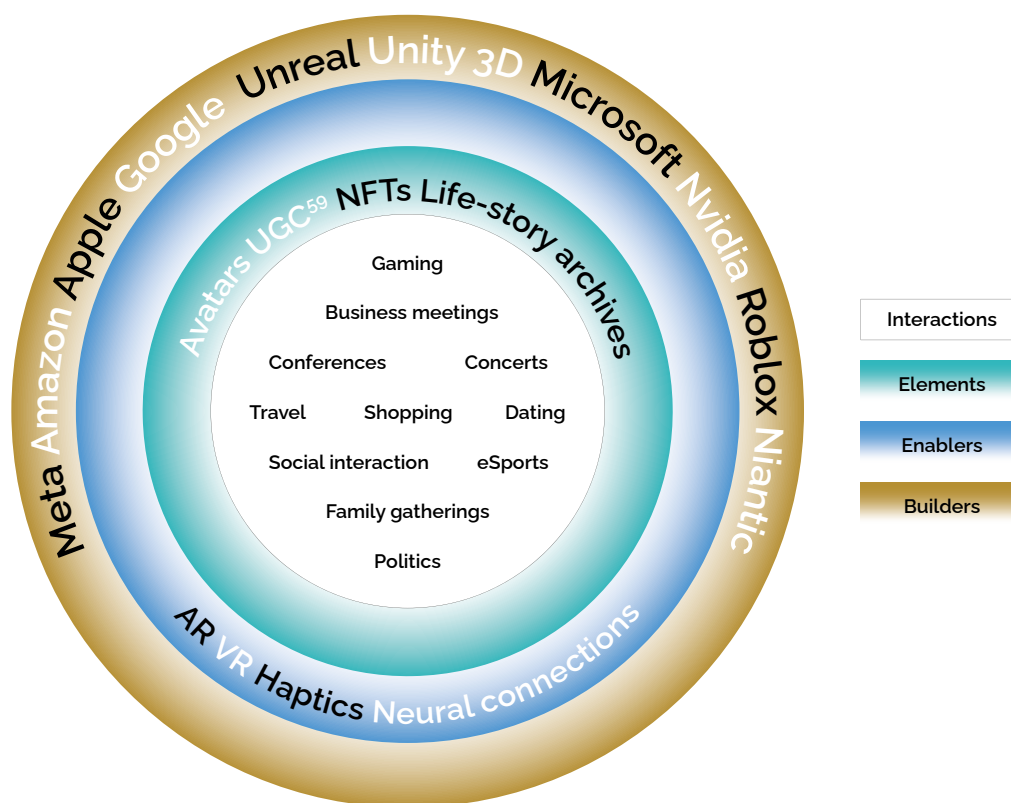 Meta Amazon Apple Google Unreal Unity 3D Microsoft Nvidia Roblox Niantic
Avatars UGC59 NFTs Life-story archives
Gaming
Business meetings
Conferences Concerts
Travel Shopping Dating
Social interaction eSports
Family gatherings
Politics
AR VR Haptics Neural connections
Interactions
Elements
Enablers
Builders